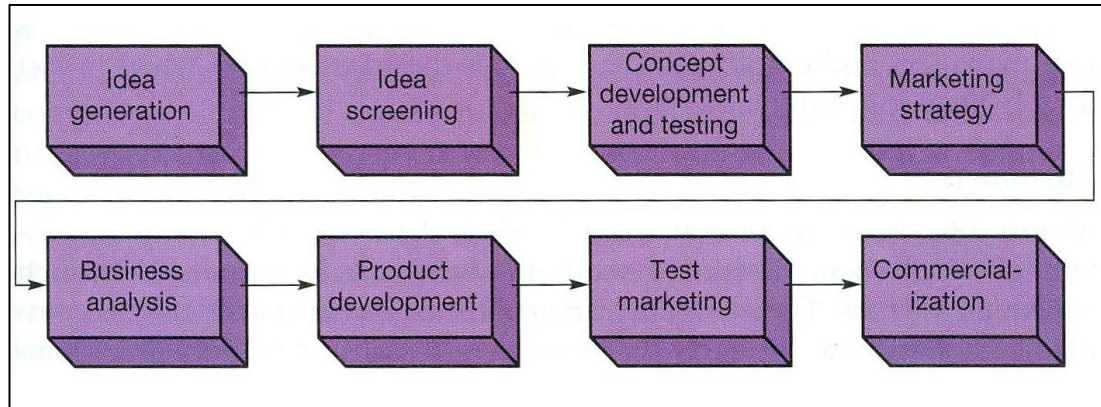 Idea
generation
Idea
screening
Concept
development
and testing
Marketing
strategy
Business
analysis
Product
development
Test
marketing
Commercial-
ization